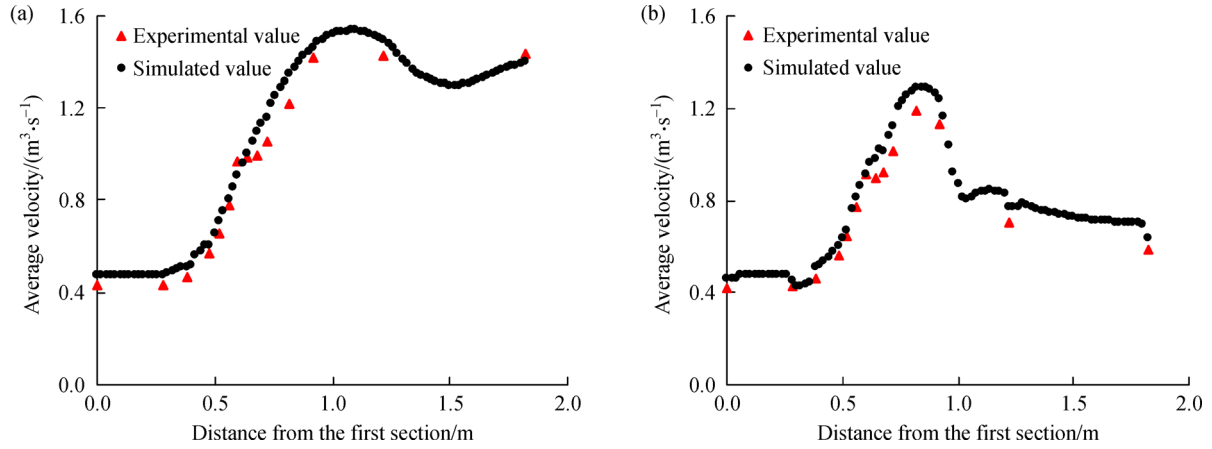 (a)
1.6
1.2
0.8
0.4
0.0
Average velocity/(m³·s⁻¹)
Experimental value
Simulated value
0.0 0.5 1.0 1.5 2.0
Distance from the first section/m
(b)
1.6
1.2
0.8
0.4
0.0
Average velocity/(m³·s⁻¹)
Experimental value
Simulated value
0.0 0.5 1.0 1.5 2.0
Distance from the first section/m